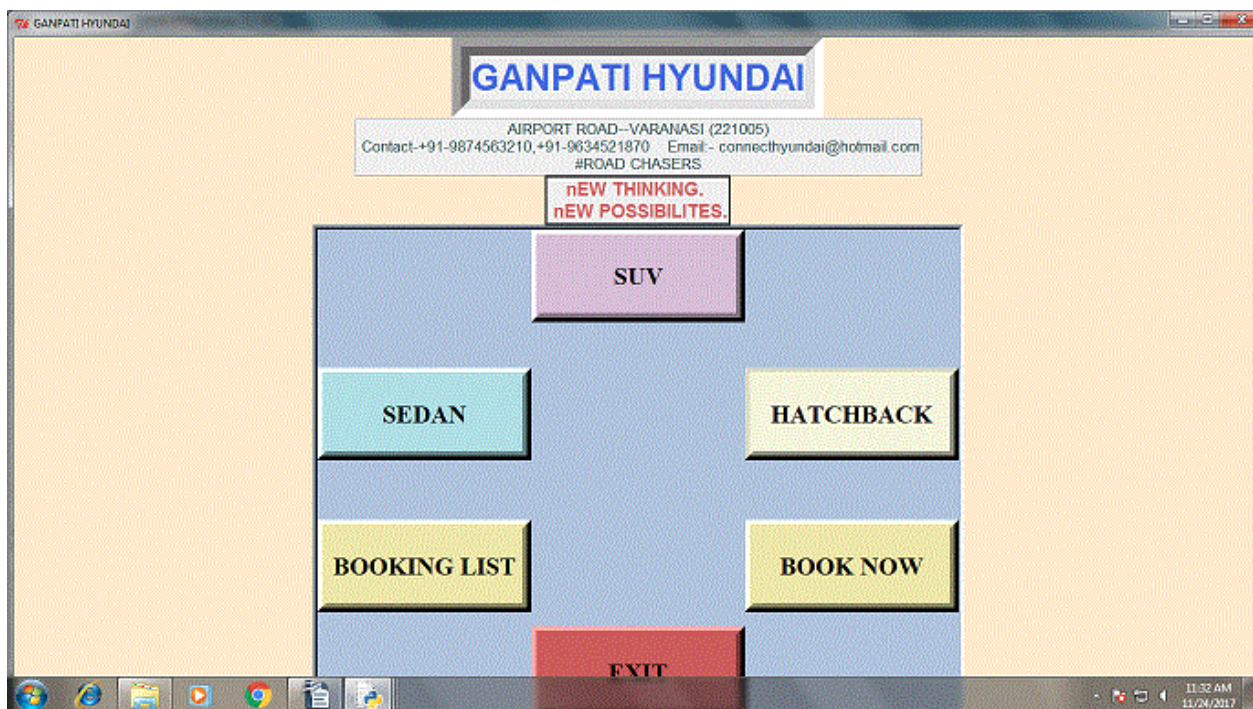 GANPATI HYUNDAI
GANPATI HYUNDAI
AIRPORT ROAD--VARANASI (221005)
Contact-+91-9874563210,+91-9634521870 Email:- connecthyundai@hotmail.com
#ROAD CHASERS
nEW THINKING.
nEW POSSIBILITES.
SUV
SEDAN HATCHBACK
BOOKING LIST BOOK NOW
EXIT
11:32 AM
11/24/2017